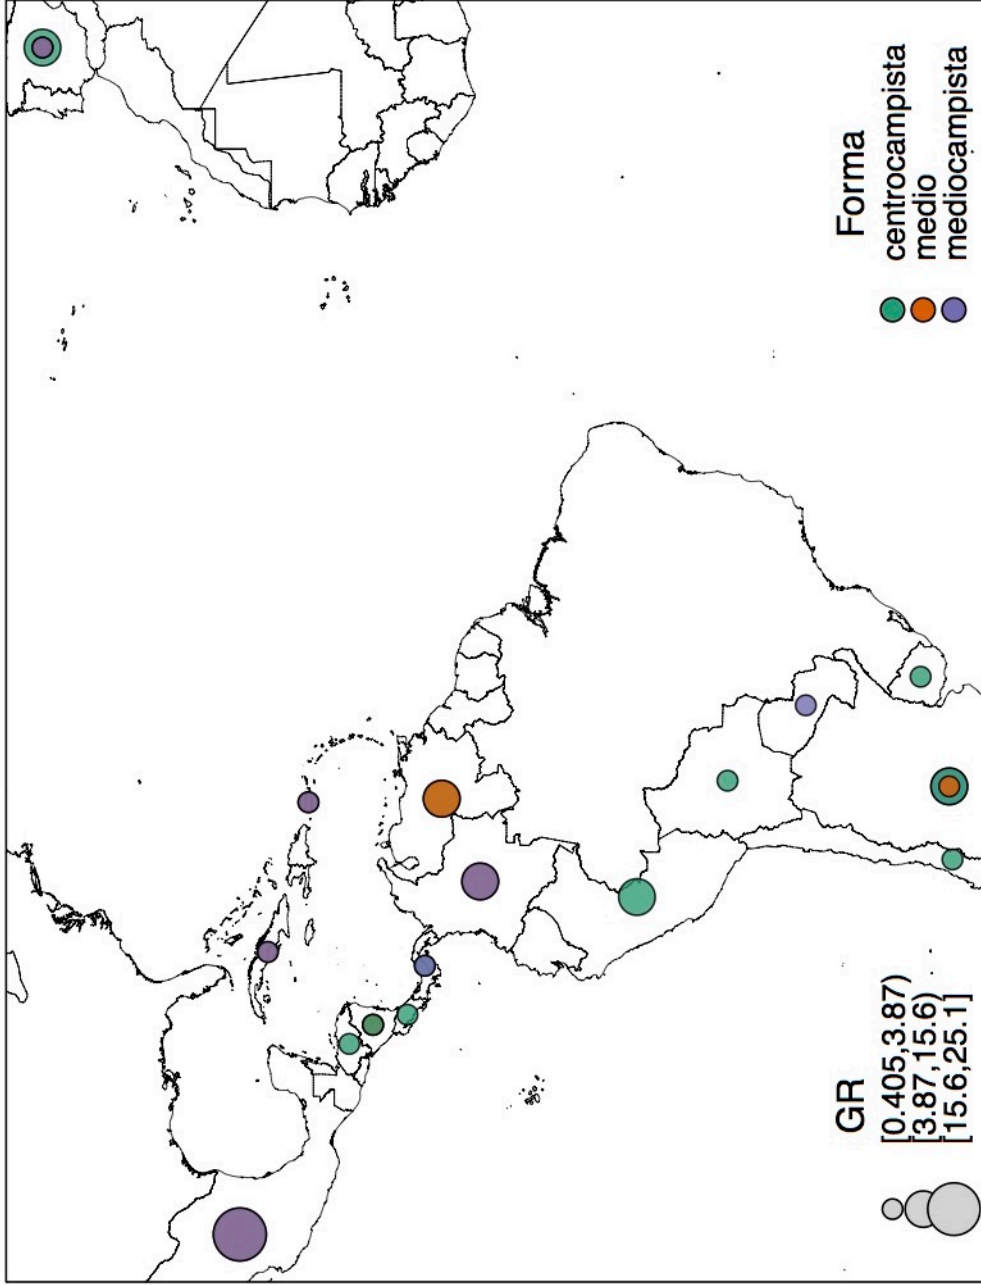 GR
[0.405,3.87)
[3.87,15.6)
[15.6,25.1]
Forma
centrocampista
medio
mediocampista